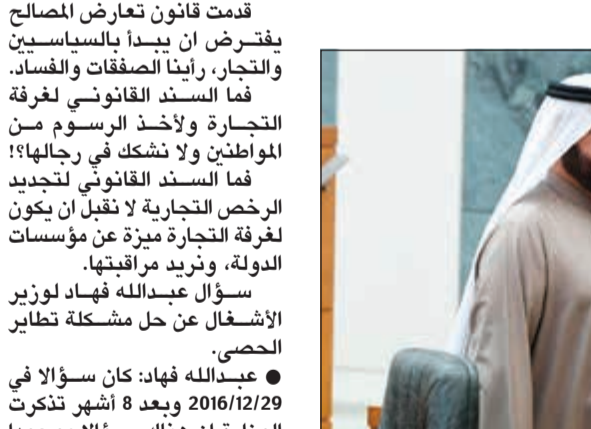 قدمت قانون تعارض المصالح
يفترض ان يبدأ بالسياسيين
والتجار، رأينا الصفقات والفساد.
فما السند القانوني لغرفة
التجارة ولأخذ الرسوم من
المواطنين ولا نشكك في رجالها؟!
فما السند القانوني لتجديد
الرخص التجارية لا نقبل ان يكون
لغرفة التجارة ميزة عن مؤسسات
الدولة، ونريد مراقبتها.
سؤال عبدالله فهاد لوزير
الأشغال عن حل مشكلة تطاير
الحصى.
● عبدالله فهاد: كان سؤالا في
2016/12/29 وبعد 8 أشهر تذكرت